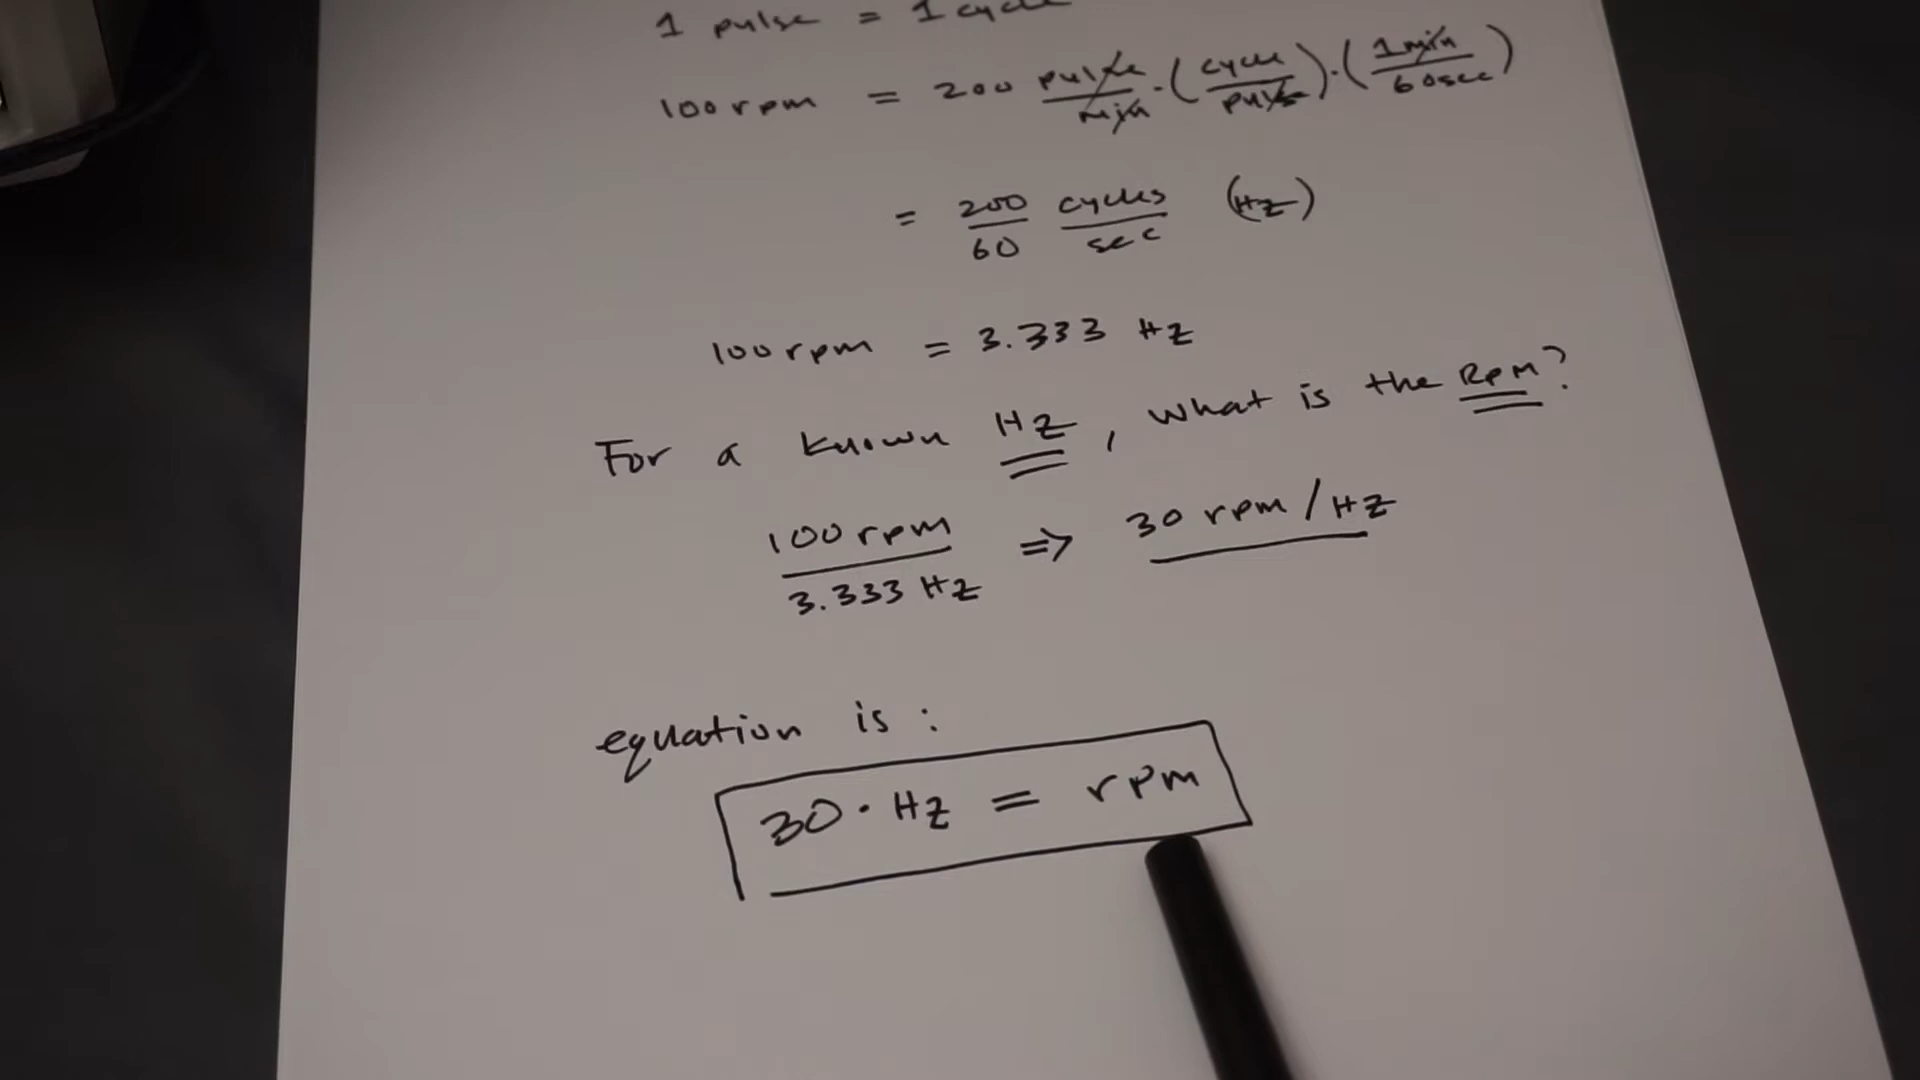 1 pulse = 1 cycle
100 rpm = 200 pulse/min · (cycle/pulse) · (1 min/60 sec)
= 200/60 cycles/sec (Hz)
100 rpm = 3.333 Hz
For a known Hz, what is the RPM?
100 rpm/3.333 Hz ⇒ 30 rpm/Hz
equation is:
30 · Hz = rpm